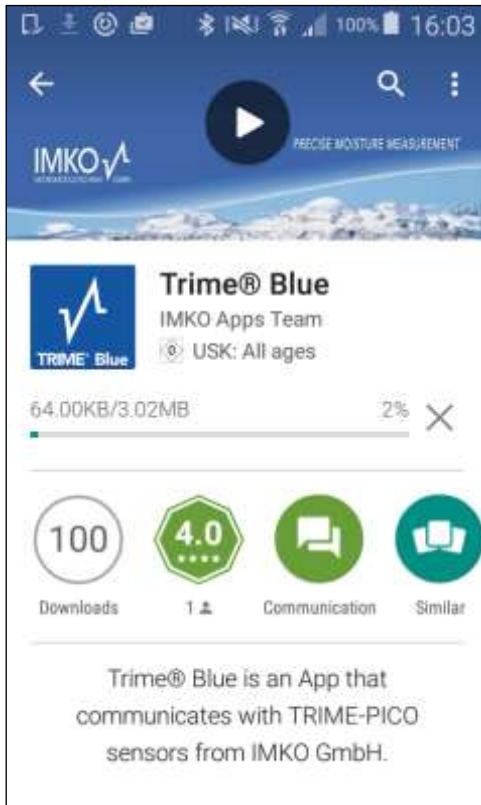 100% 16:03
IMKO
PRECISE MOISTURE MEASUREMENT
Trime® Blue
IMKO Apps Team
0 USK: All ages
TRIME® Blue
64.00KB/3.02MB 2%
100 4.0
Downloads 1 Communication Similar
Trime® Blue is an App that
communicates with TRIME-PICO
sensors from IMKO GmbH.